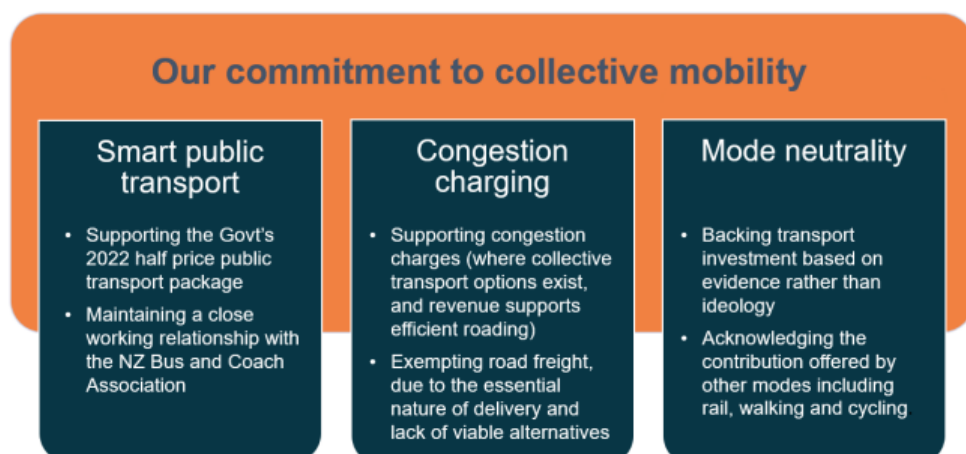 Our commitment to collective mobility
Smart public
transport
• Supporting the Govt's
2022 half price public
transport package
• Maintaining a close
working relationship with
the NZ Bus and Coach
Association
Congestion
charging
• Supporting congestion
charges (where collective
transport options exist,
and revenue supports
efficient roading)
• Exempting road freight,
due to the essential
nature of delivery and
lack of viable alternatives
Mode neutrality
• Backing transport
investment based on
evidence rather than
ideology
• Acknowledging the
contribution offered by
other modes including
rail, walking and cycling.